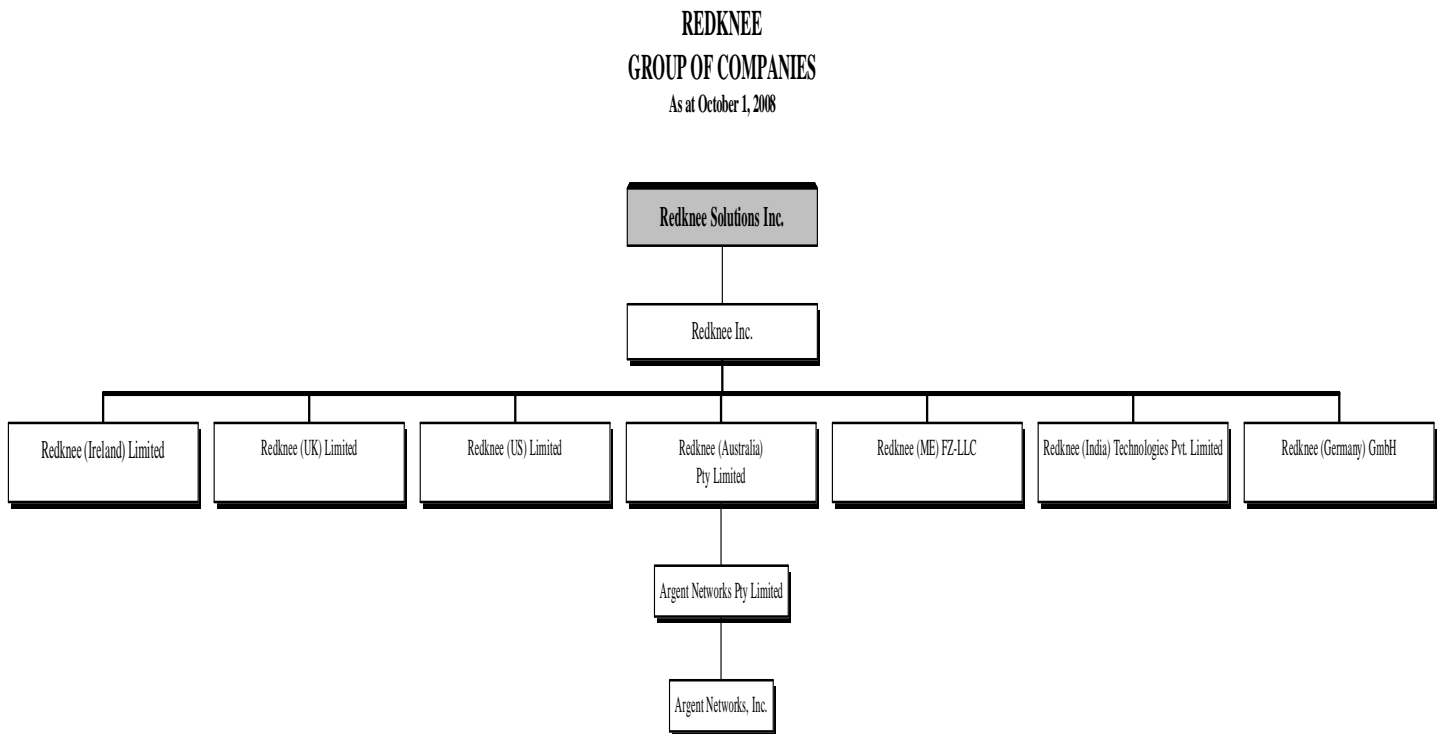 REDKNEE
GROUP OF COMPANIES
As at October 1, 2008
Redknee Solutions Inc.
Redknee Inc.
Redknee (Ireland) Limited
Redknee (UK) Limited
Redknee (US) Limited
Redknee (Australia)
Pty Limited
Redknee (ME) FZ-LLC
Redknee (India) Technologies Pvt. Limited
Redknee (Germany) GmbH
Argent Networks Pty Limited
Argent Networks, Inc.